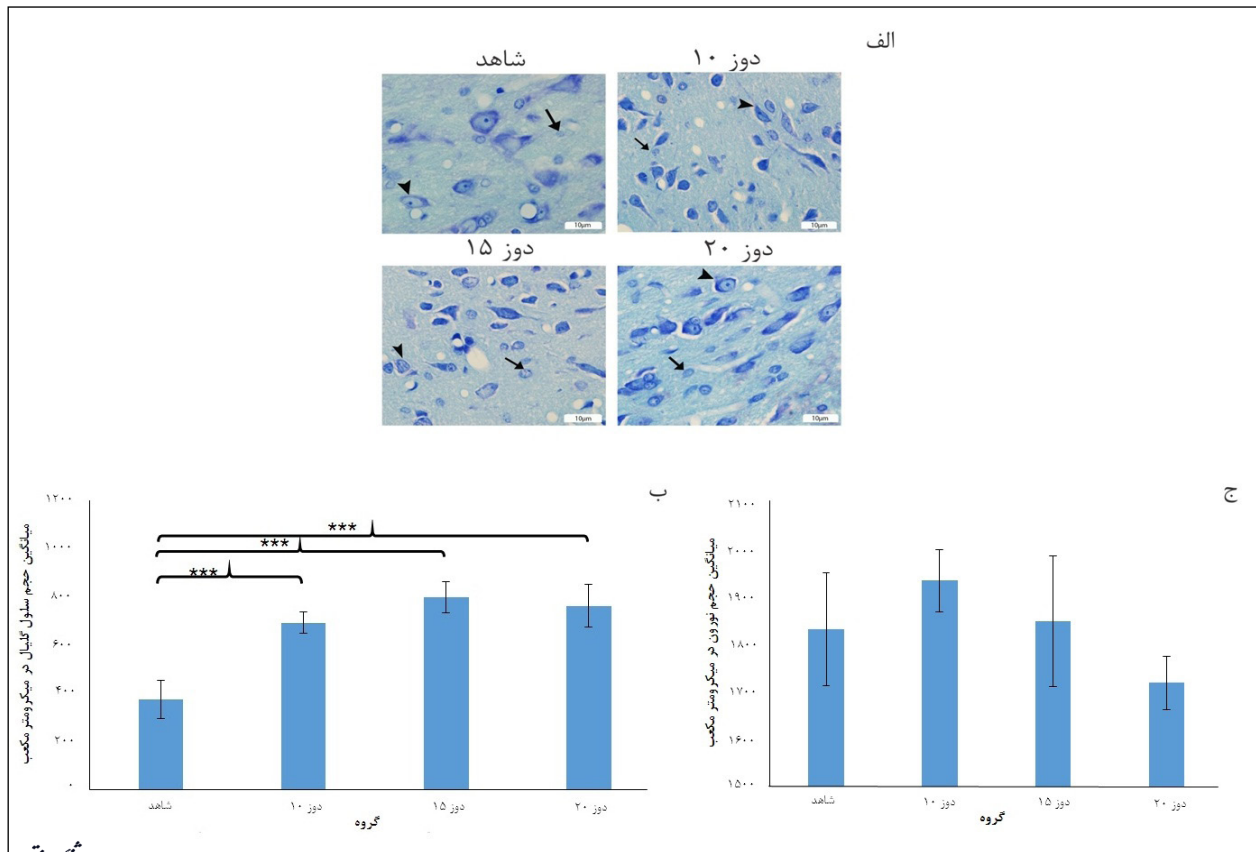 الف
شاهد
دوز ۱۰
10µm
10µm
دوز ۱۵
دوز ۲۰
10µm
10µm
ب
میانگین حجم سلول گلیال در میکرومتر مکعب
۱۲۰۰
۱۰۰۰
۸۰۰
۶۰۰
۴۰۰
۲۰۰
۰
***
***
***
شاهد
دوز ۱۰
دوز ۱۵
دوز ۲۰
گروه
ج
میانگین حجم نورون در میکرومتر مکعب
۲۱۰۰
۲۰۰۰
۱۹۰۰
۱۸۰۰
۱۷۰۰
۱۶۰۰
۱۵۰۰
شاهد
دوز ۱۰
دوز ۱۵
دوز ۲۰
گروه